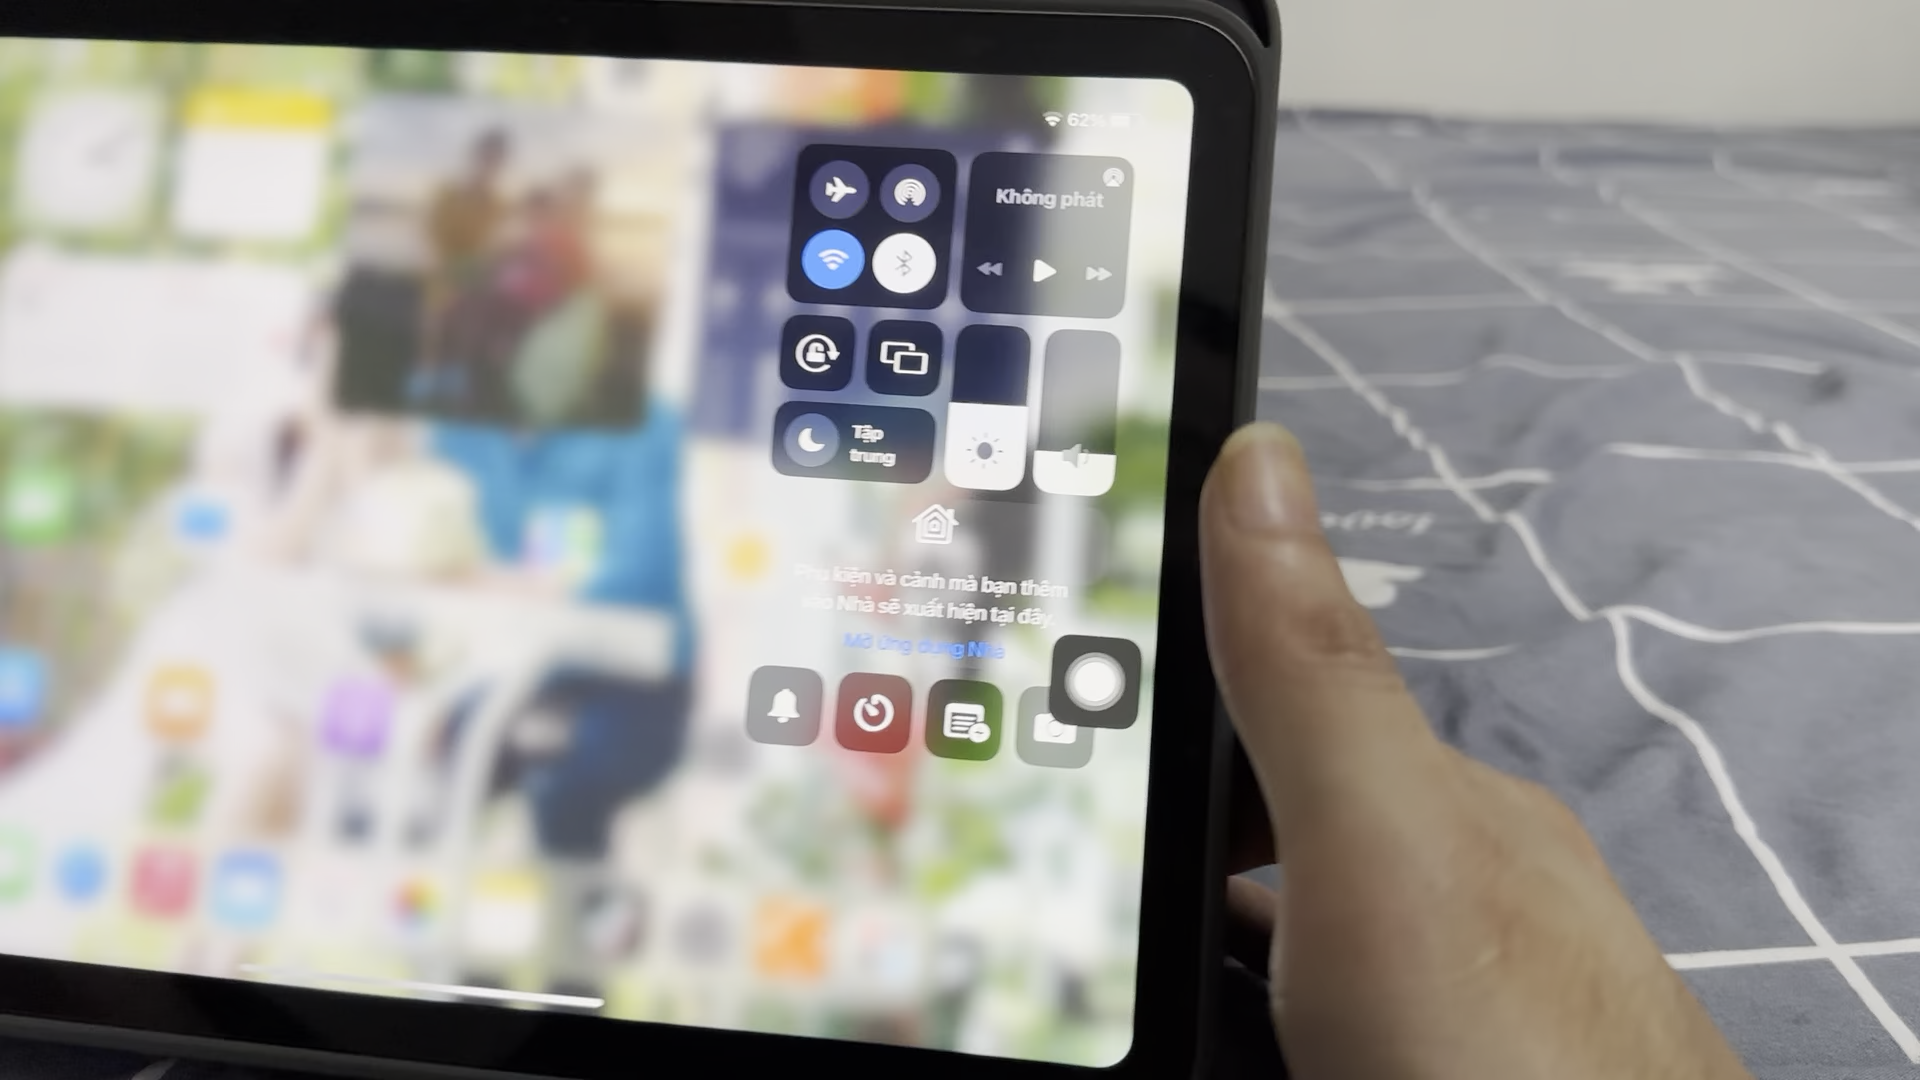 62%
Không phát
Tập
trung
Phụ kiện và cảnh mà bạn thêm
vào Nhà sẽ xuất hiện tại đây.
Mở ứng dụng Nhà